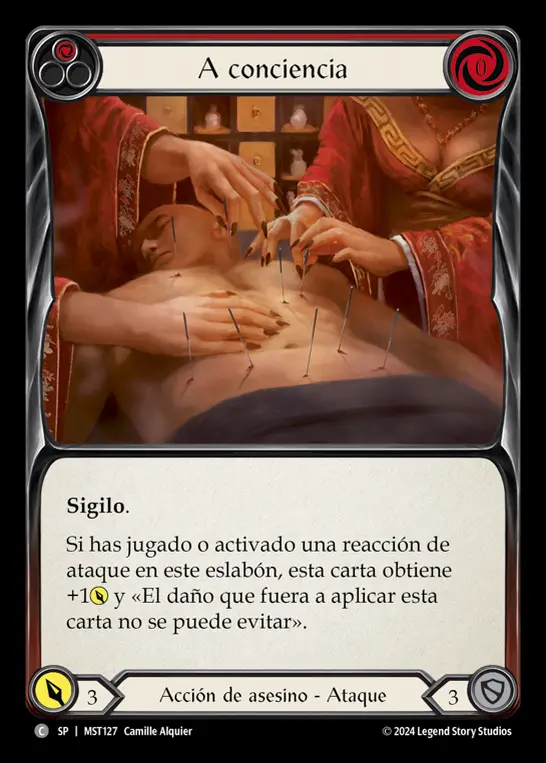 A conciencia
0
Sigilo.
Si has jugado o activado una reacción de
ataque en este eslabón, esta carta obtiene
+1 y «El daño que fuera a aplicar esta
carta no se puede evitar».
3
Acción de asesino - Ataque
3
C SP | MST127 Camille Alquier
© 2024 Legend Story Studios